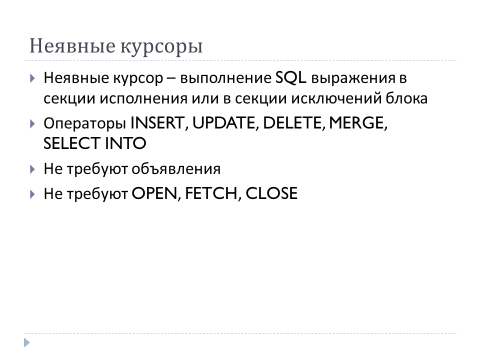 Неявные курсоры
Неявные курсор – выполнение SQL выражения в
секции исполнения или в секции исключений блока
Операторы INSERT, UPDATE, DELETE, MERGE,
SELECT INTO
Не требуют объявления
Не требуют OPEN, FETCH, CLOSE